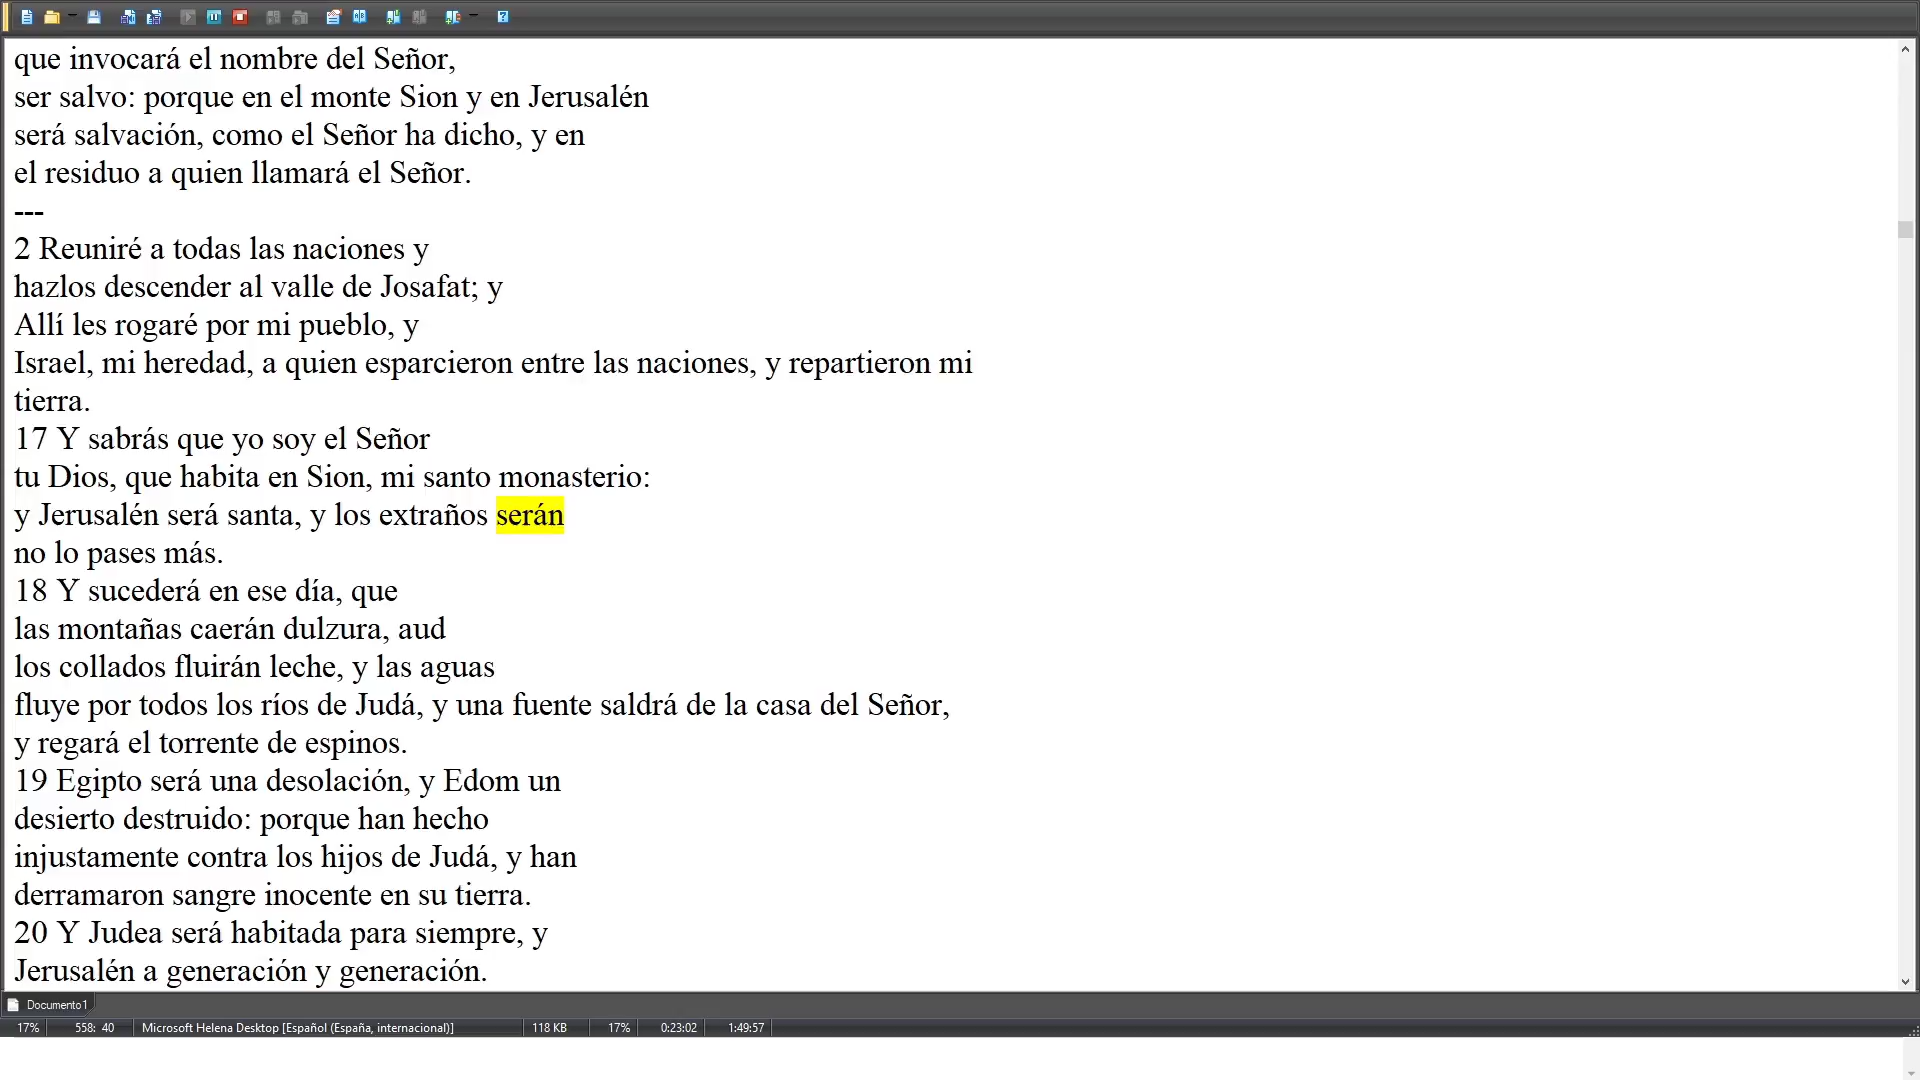 que invocará el nombre del Señor,
ser salvo: porque en el monte Sion y en Jerusalén
será salvación, como el Señor ha dicho, y en
el residuo a quien llamará el Señor.
---
2 Reuniré a todas las naciones y
hazlos descender al valle de Josafat; y
Allí les rogaré por mi pueblo, y
Israel, mi heredad, a quien esparcieron entre las naciones, y repartieron mi
tierra.
17 Y sabrás que yo soy el Señor
tu Dios, que habita en Sion, mi santo monasterio:
y Jerusalén será santa, y los extraños serán
no lo pases más.
18 Y sucederá en ese día, que
las montañas caerán dulzura, aud
los collados fluirán leche, y las aguas
fluye por todos los ríos de Judá, y una fuente saldrá de la casa del Señor,
y regará el torrente de espinos.
19 Egipto será una desolación, y Edom un
desierto destruido: porque han hecho
injustamente contra los hijos de Judá, y han
derramaron sangre inocente en su tierra.
20 Y Judea será habitada para siempre, y
Jerusalén a generación y generación.
Documento1
17% 558: 40 Microsoft Helena Desktop [Español (España, internacional)] 118 KB 17% 0:23:02 1:49:57